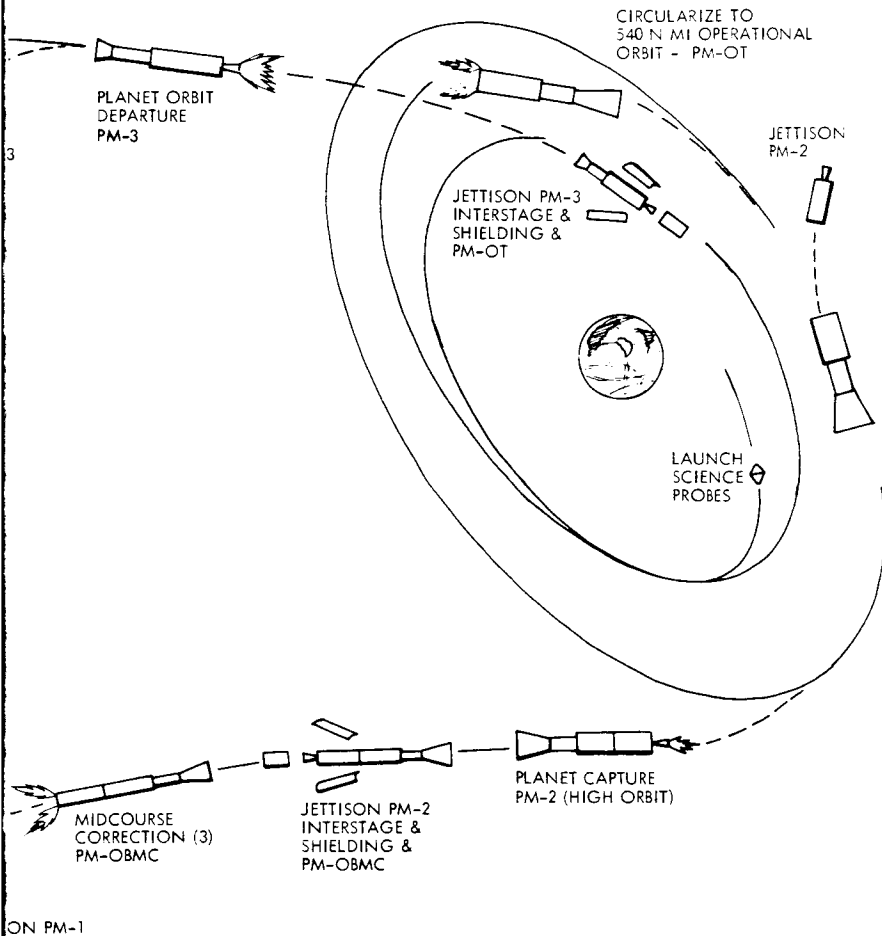 CIRCULARIZE TO
540 N MI OPERATIONAL
ORBIT - PM-OT
PLANET ORBIT
DEPARTURE
PM-3
3
JETTISON
PM-2
JETTISON PM-3
INTERSTAGE &
SHIELDING &
PM-OT
LAUNCH
SCIENCE
PROBES
PLANET CAPTURE
PM-2 (HIGH ORBIT)
JETTISON PM-2
INTERSTAGE &
SHIELDING &
PM-OBMC
MIDCOURSE
CORRECTION (3)
PM-OBMC
ON PM-1